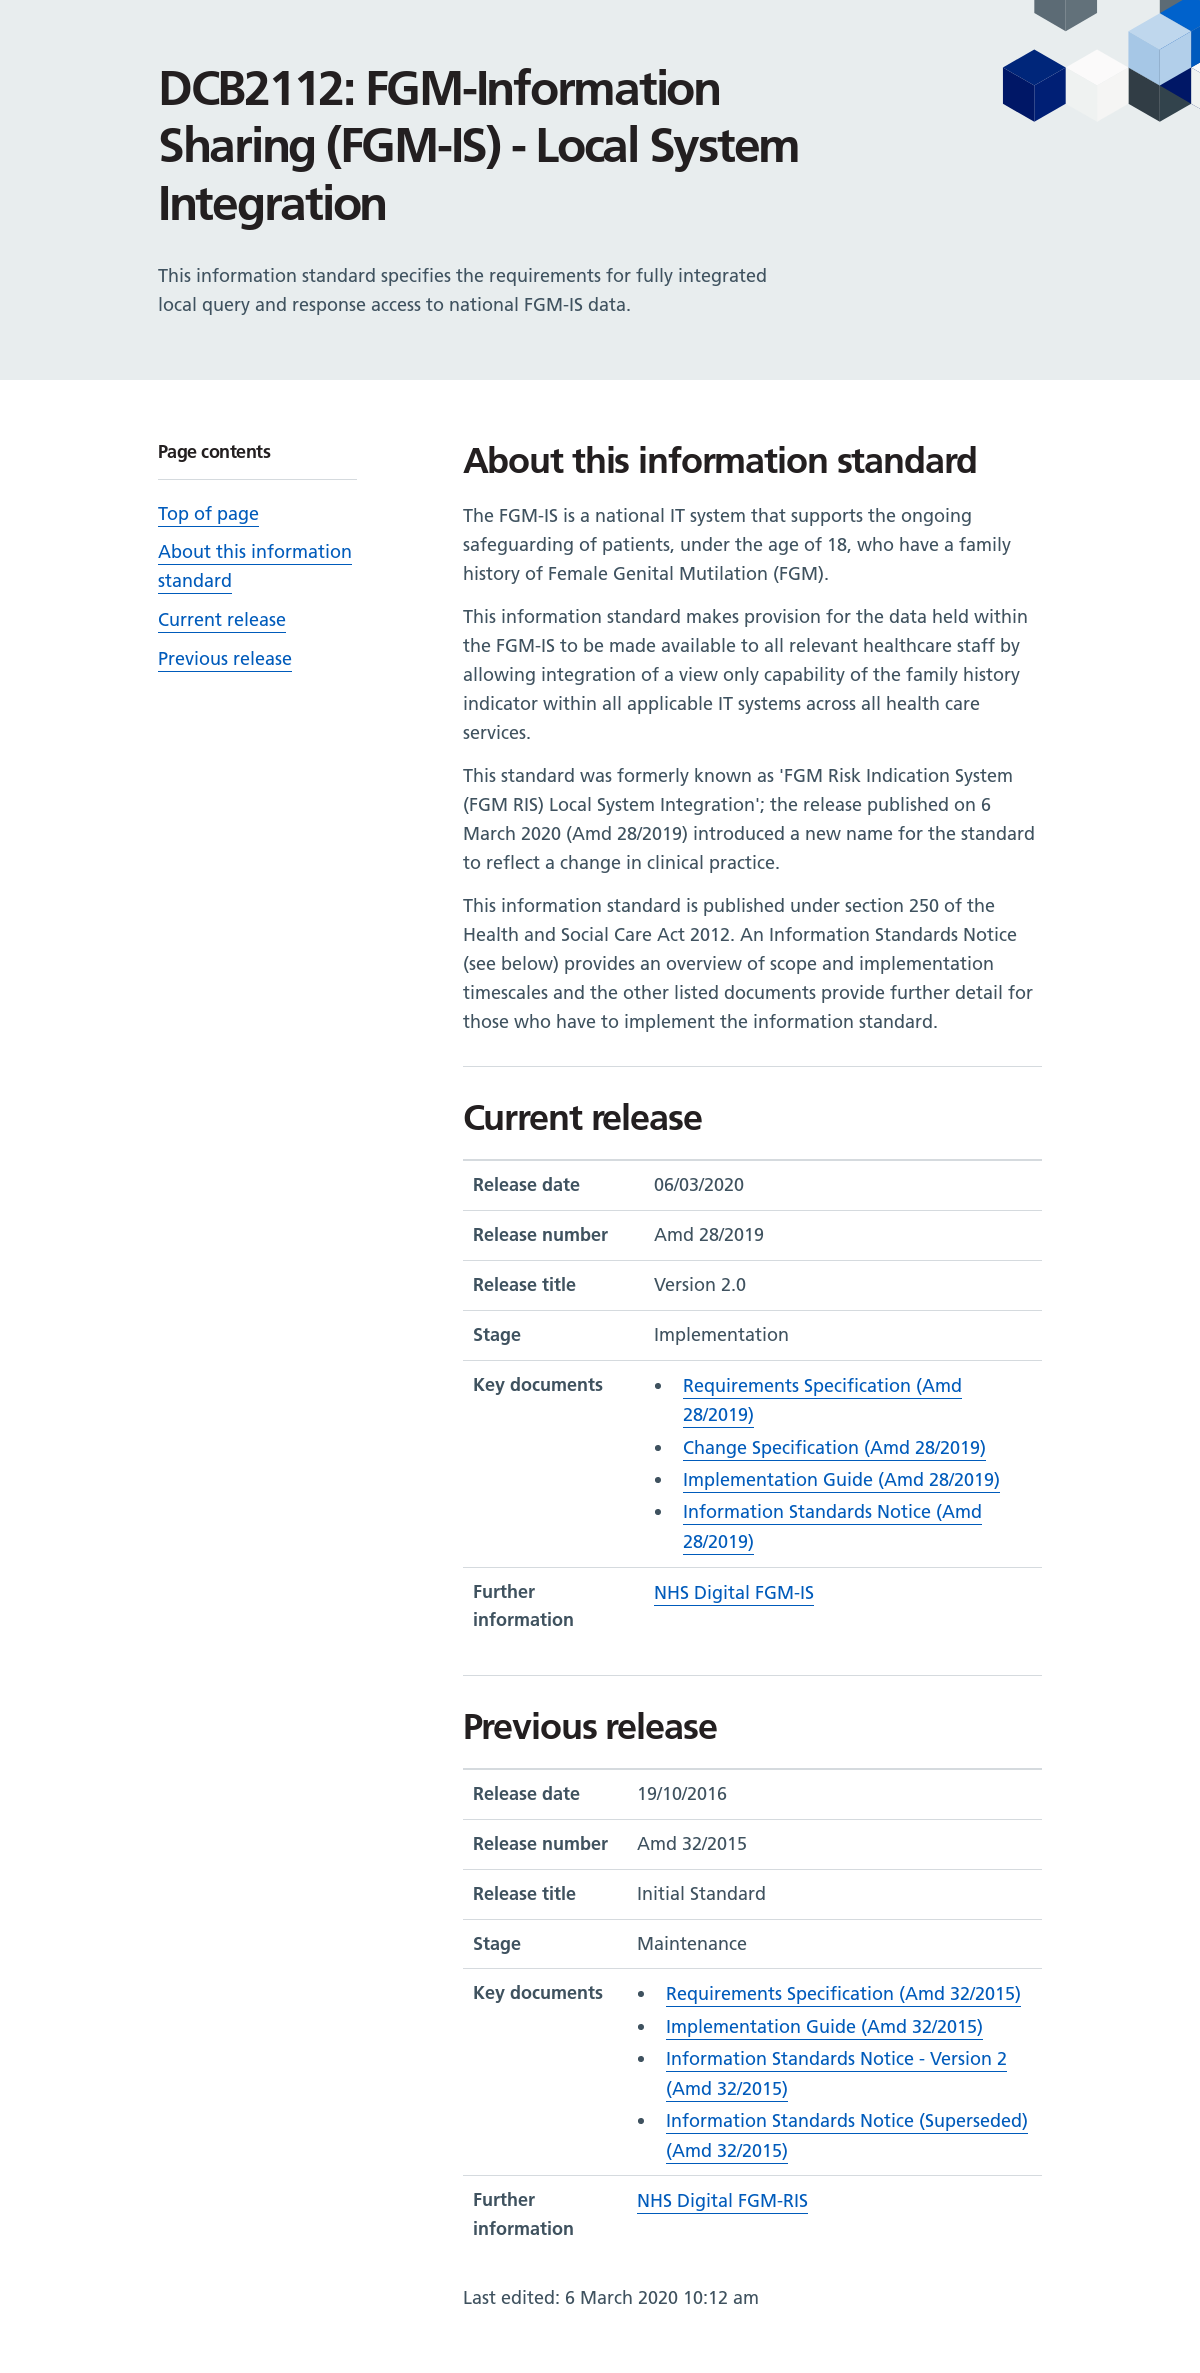 DCB2112: FGM-Information
Sharing (FGM-IS) - Local System
Integration
This information standard specifies the requirements for fully integrated
local query and response access to national FGM-IS data.
Page contents
Top of page
About this information
standard
Current release
Previous release
About this information standard
The FGM-IS is a national IT system that supports the ongoing
safeguarding of patients, under the age of 18, who have a family
history of Female Genital Mutilation (FGM).
This information standard makes provision for the data held within
the FGM-IS to be made available to all relevant healthcare staff by
allowing integration of a view only capability of the family history
indicator within all applicable IT systems across all health care
services.
This standard was formerly known as 'FGM Risk Indication System
(FGM RIS) Local System Integration'; the release published on 6
March 2020 (Amd 28/2019) introduced a new name for the standard
to reflect a change in clinical practice.
This information standard is published under section 250 of the
Health and Social Care Act 2012. An Information Standards Notice
(see below) provides an overview of scope and implementation
timescales and the other listed documents provide further detail for
those who have to implement the information standard.
Current release
Release date 06/03/2020
Release number Amd 28/2019
Release title Version 2.0
Stage Implementation
Key documents • Requirements Specification (Amd
28/2019)
• Change Specification (Amd 28/2019)
• Implementation Guide (Amd 28/2019)
• Information Standards Notice (Amd
28/2019)
Further NHS Digital FGM-IS
information
Previous release
Release date 19/10/2016
Release number Amd 32/2015
Release title Initial Standard
Stage Maintenance
Key documents • Requirements Specification (Amd 32/2015)
• Implementation Guide (Amd 32/2015)
• Information Standards Notice - Version 2
(Amd 32/2015)
• Information Standards Notice (Superseded)
(Amd 32/2015)
Further NHS Digital FGM-RIS
information
Last edited: 6 March 2020 10:12 am